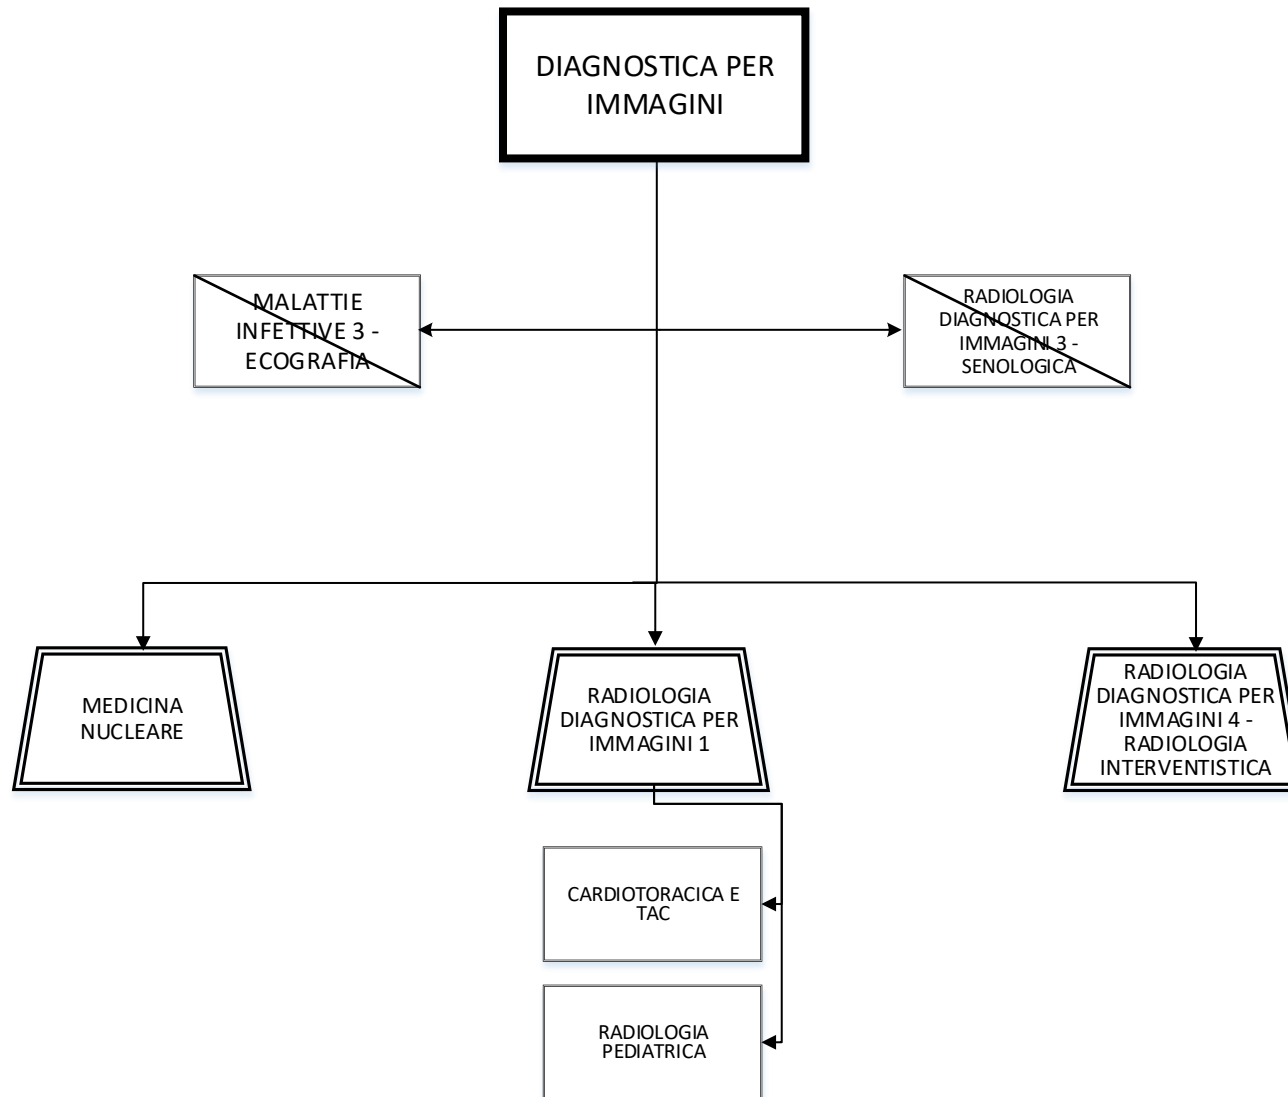 DIAGNOSTICA PER
IMMAGINI
MALATTIE
INFETTIVE 3 -
ECOGRAFIA
RADIOLOGIA
DIAGNOSTICA PER
IMMAGINI 3 -
SENOLOGICA
MEDICINA
NUCLEARE
RADIOLOGIA
DIAGNOSTICA PER
IMMAGINI 1
RADIOLOGIA
DIAGNOSTICA PER
IMMAGINI 4 -
RADIOLOGIA
INTERVENTISTICA
CARDIOTORACICA E
TAC
RADIOLOGIA
PEDIATRICA